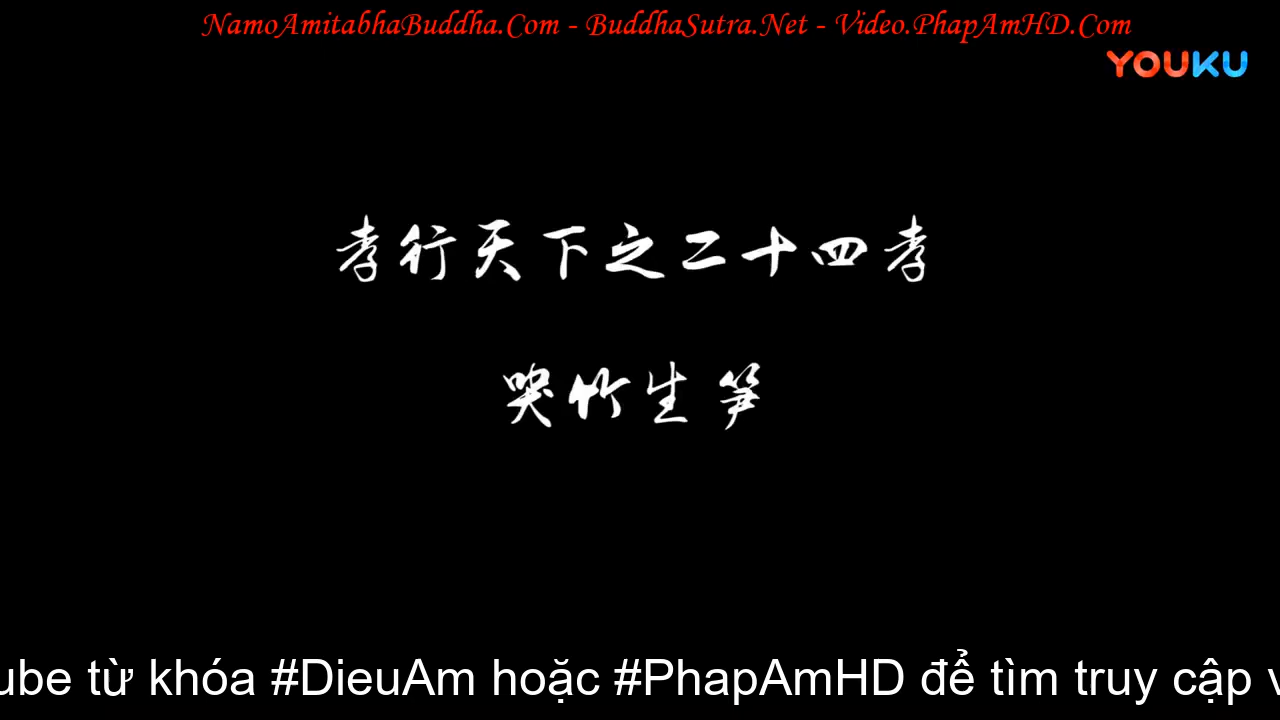 NamoAmitabhaBuddha.Com - BuddhaSutra.Net - Video.PhapAmHD.Com
YOUKU
孝行天下之二十四孝
哭竹生笋
ube từ khóa #DieuAm hoặc #PhapAmHD để tìm truy cập v